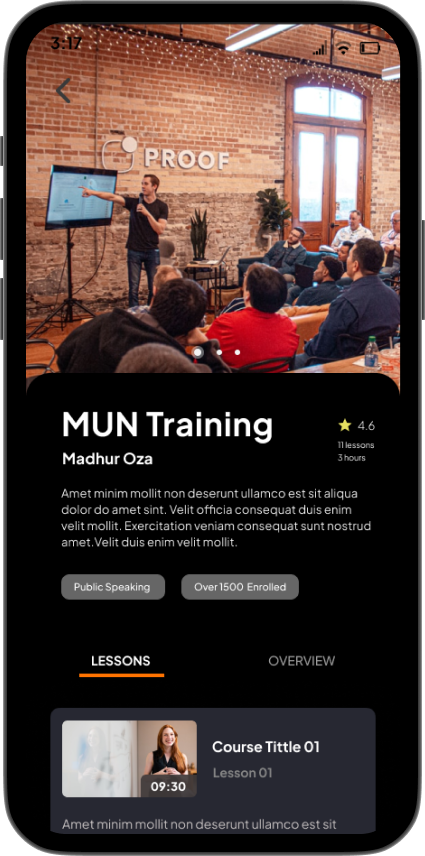 3:17
PROOF
MUN Training
4.6
Madhur Oza
11 lessons
3 hours
Amet minim mollit non deserunt ullamco est sit aliqua
dolor do amet sint. Velit officia consequat duis enim
velit mollit. Exercitation veniam consequat sunt nostrud
amet.Velit duis enim velit mollit.
Public Speaking
Over 1500 Enrolled
LESSONS
OVERVIEW
Course Tittle 01
Lesson 01
09:30
Amet minim mollit non deserunt ullamco est sit